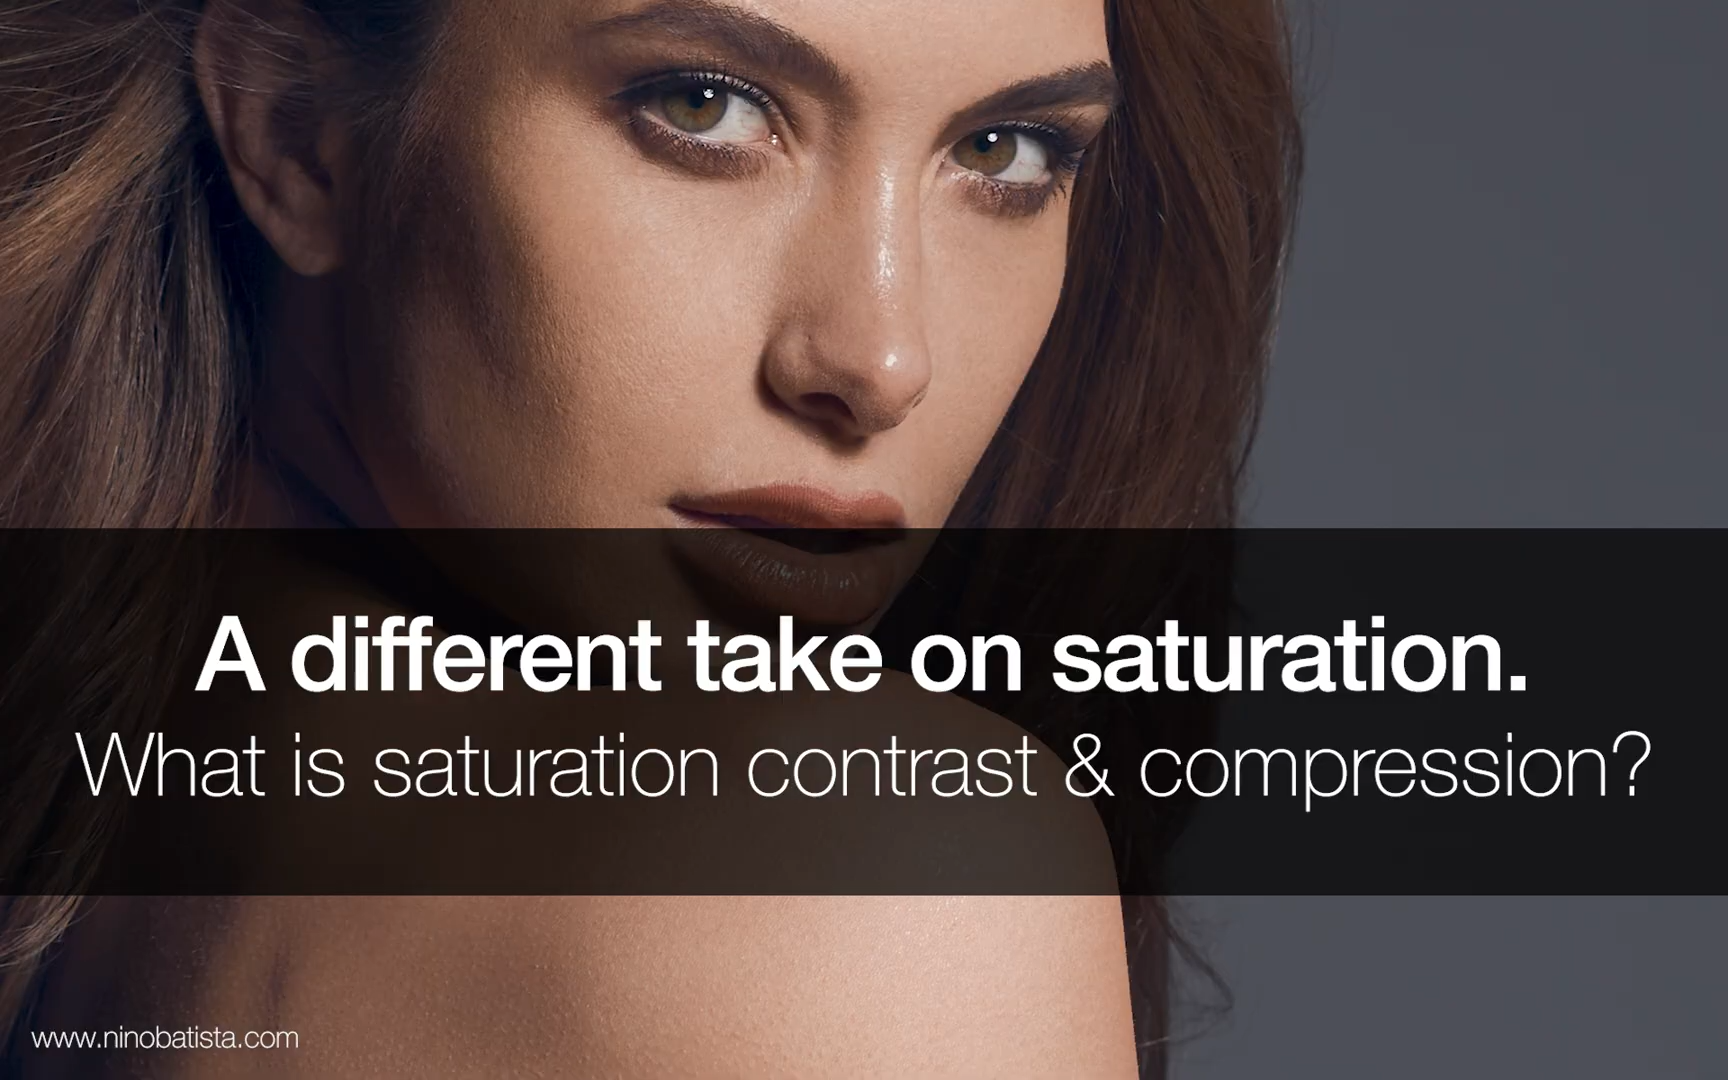 A different take on saturation.
What is saturation contrast & compression?
www.ninobatista.com